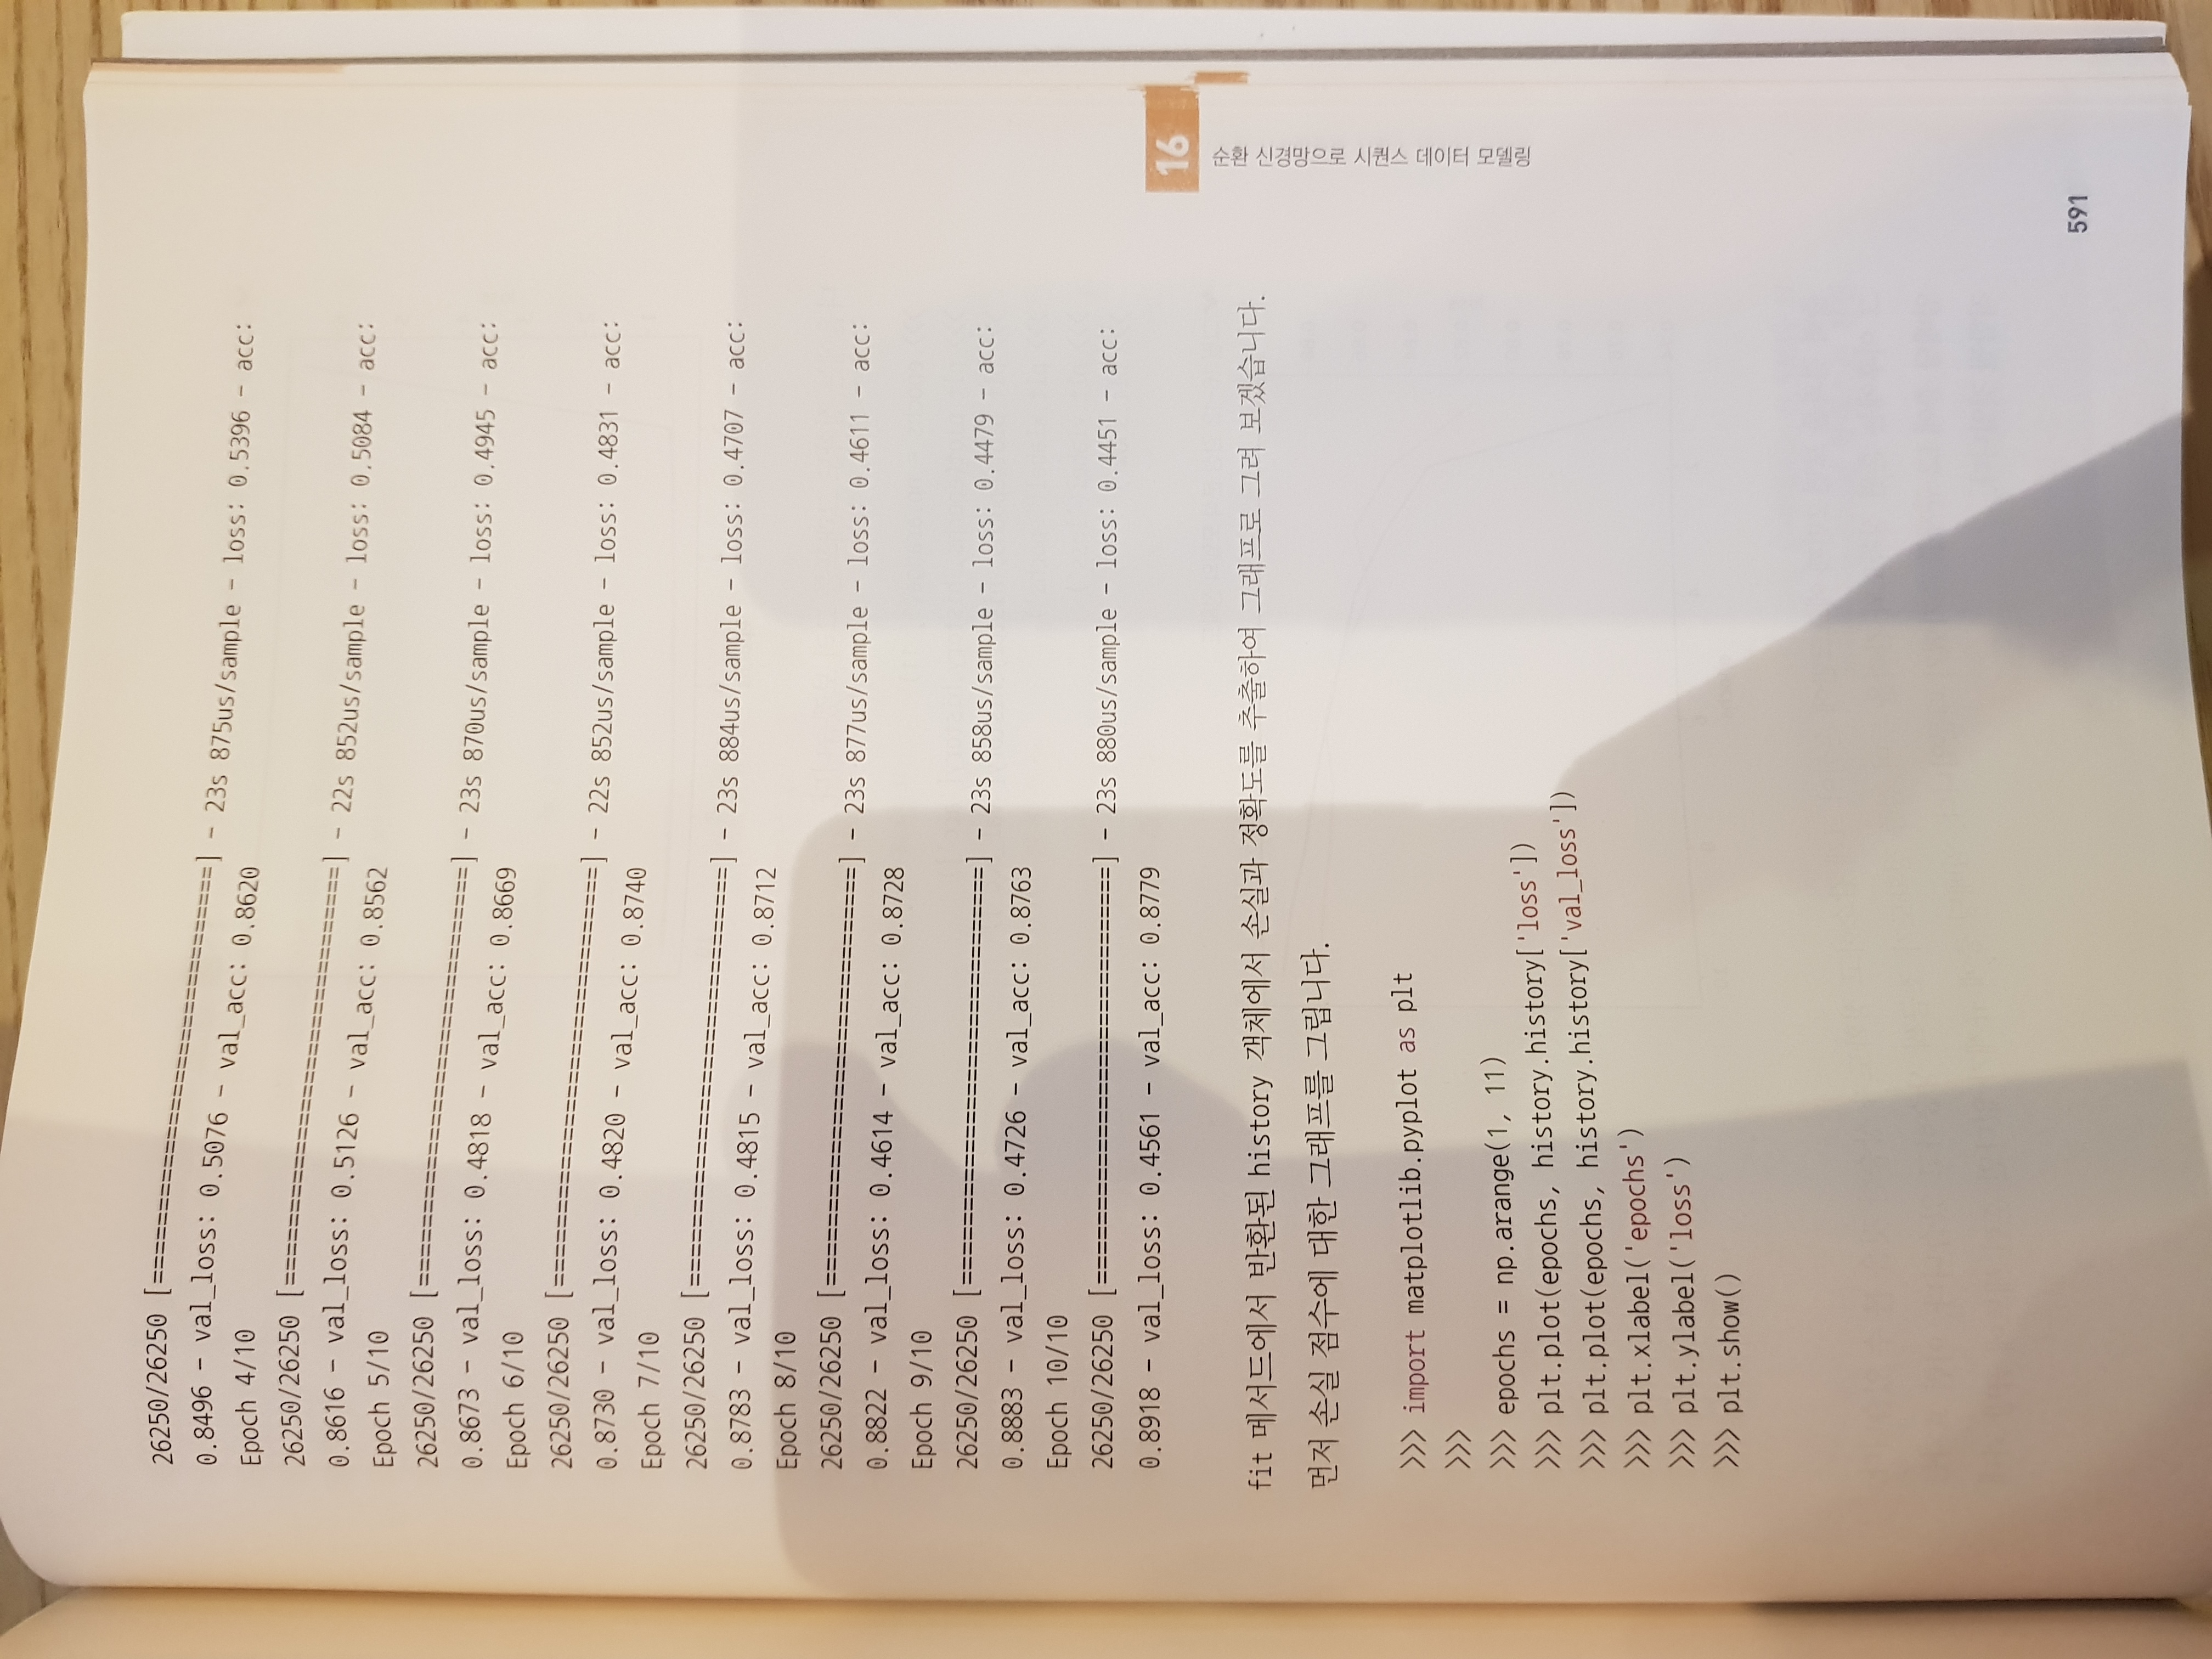 26250/26250 [==============================] - 23s 875us/sample - loss: 0.5396 - acc:
0.8496 - val_loss: 0.5076 - val_acc: 0.8620
Epoch 4/10
26250/26250 [==============================] - 22s 852us/sample - loss: 0.5084 - acc:
0.8616 - val_loss: 0.5126 - val_acc: 0.8562
Epoch 5/10
26250/26250 [==============================] - 23s 870us/sample - loss: 0.4945 - acc:
0.8673 - val_loss: 0.4818 - val_acc: 0.8669
Epoch 6/10
26250/26250 [==============================] - 22s 852us/sample - loss: 0.4831 - acc:
0.8730 - val_loss: 0.4820 - val_acc: 0.8740
Epoch 7/10
26250/26250 [==============================] - 23s 884us/sample - loss: 0.4707 - acc:
0.8783 - val_loss: 0.4815 - val_acc: 0.8712
Epoch 8/10
26250/26250 [==============================] - 23s 877us/sample - loss: 0.4611 - acc:
0.8822 - val_loss: 0.4614 - val_acc: 0.8728
Epoch 9/10
26250/26250 [==============================] - 23s 858us/sample - loss: 0.4479 - acc:
0.8883 - val_loss: 0.4726 - val_acc: 0.8763
Epoch 10/10
26250/26250 [==============================] - 23s 880us/sample - loss: 0.4451 - acc:
0.8918 - val_loss: 0.4561 - val_acc: 0.8779
fit 메서드에서 반환된 history 객체에서 손실과 정확도를 추출하여 그래프로 그려 보겠습니다.
먼저 손실 점수에 대한 그래프를 그립니다.
>>> import matplotlib.pyplot as plt
>>>
>>> epochs = np.arange(1, 11)
>>> plt.plot(epochs, history.history['loss'])
>>> plt.plot(epochs, history.history['val_loss'])
>>> plt.xlabel('epochs')
>>> plt.ylabel('loss')
>>> plt.show()
16
순환 신경망으로 시퀀스 데이터 모델링
591